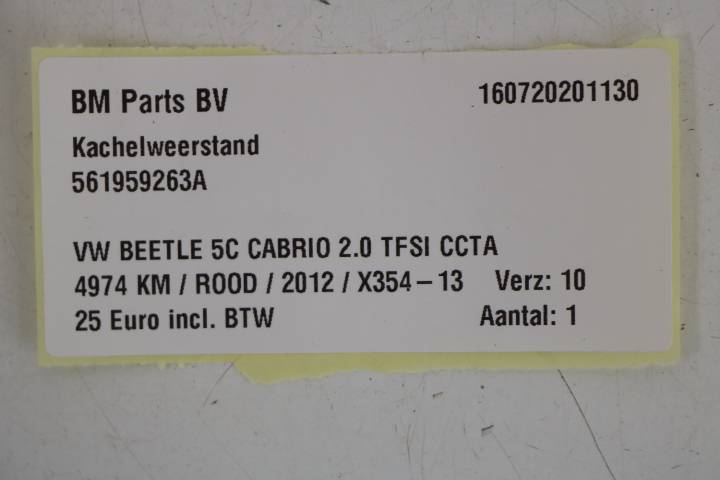 BM Parts BV 160720201130
Kachelweerstand
561959263A
VW BEETLE 5C CABRIO 2.0 TFSI CCTA
4974 KM / ROOD / 2012 / X354-13 Verz: 10
25 Euro incl. BTW Aantal: 1